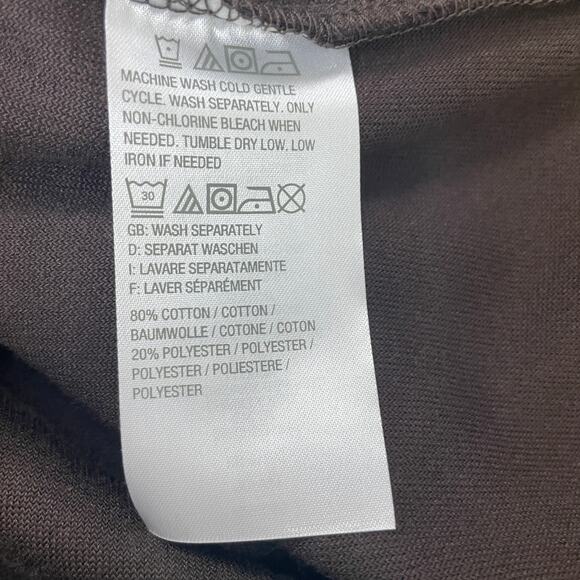 MACHINE WASH COLD GENTLE
CYCLE. WASH SEPARATELY. ONLY
NON-CHLORINE BLEACH WHEN
NEEDED. TUMBLE DRY LOW. LOW
IRON IF NEEDED
30
GB: WASH SEPARATELY
D: SEPARAT WASCHEN
I: LAVARE SEPARATAMENTE
F: LAVER SÉPARÉMENT
80% COTTON / COTTON /
BAUMWOLLE / COTONE / COTON
20% POLYESTER / POLYESTER /
POLYESTER / POLIESTERE /
POLYESTER